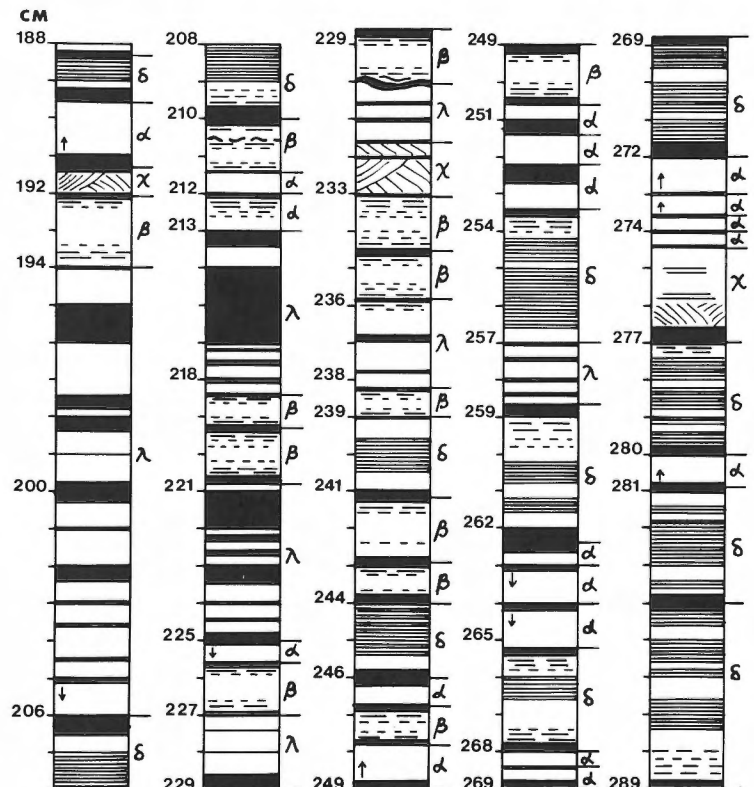 CM
188
δ
α
χ
192
β
194
λ
200
206
δ
208
δ
210
β
212
α
213
α
λ
218
β
β
221
λ
225
α
β
227
λ
229
229
β
λ
χ
233
β
β
236
λ
238
β
239
δ
241
β
β
244
δ
246
α
β
α
249
249
β
251
α
α
α
254
δ
257
λ
259
δ
262
α
α
α
265
δ
268
α
269
α
269
δ
272
α
α
274
α
χ
277
δ
280
α
281
δ
δ
289